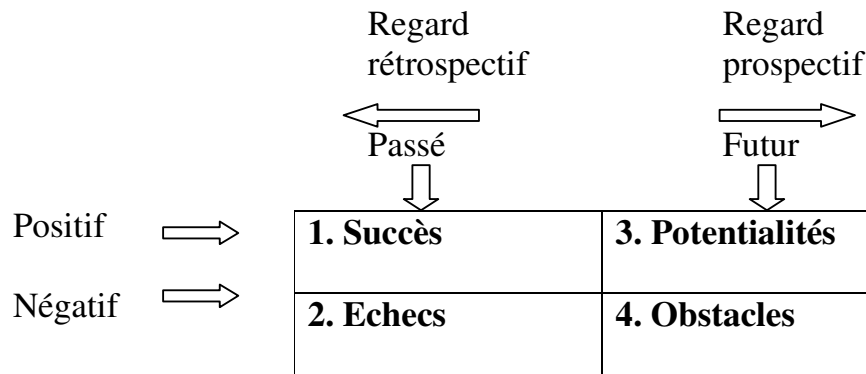 Regard
rétrospectif
Regard
prospectif
Passé
Futur
Positif
1. Succès
3. Potentialités
Négatif
2. Echecs
4. Obstacles